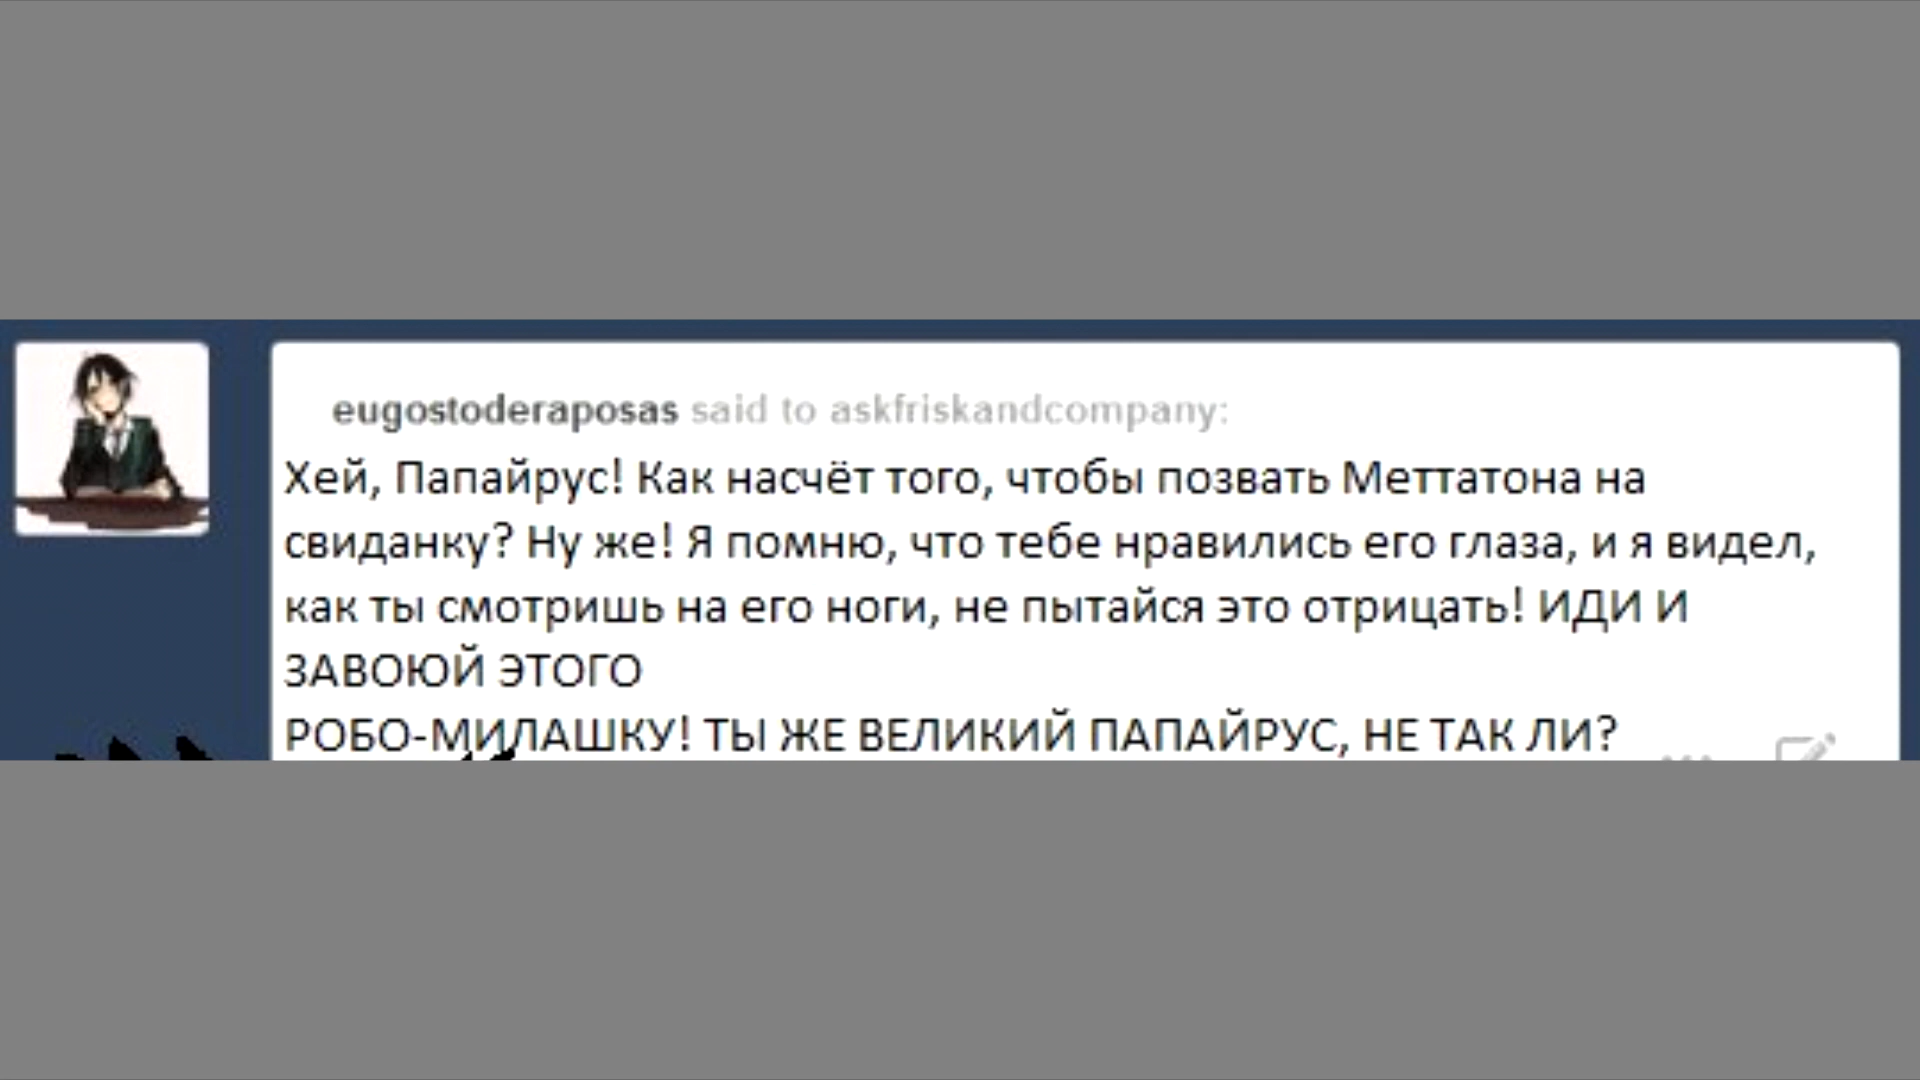 eugostoderaposas said to askfriskandcompany:
Хей, Папайрус! Как насчёт того, чтобы позвать Меттатона на
свиданку? Ну же! Я помню, что тебе нравились его глаза, и я видел,
как ты смотришь на его ноги, не пытайся это отрицать! ИДИ И
ЗАВОЮЙ ЭТОГО
РОБО-МИЛАШКУ! ТЫ ЖЕ ВЕЛИКИЙ ПАПАЙРУС, НЕ ТАК ЛИ?